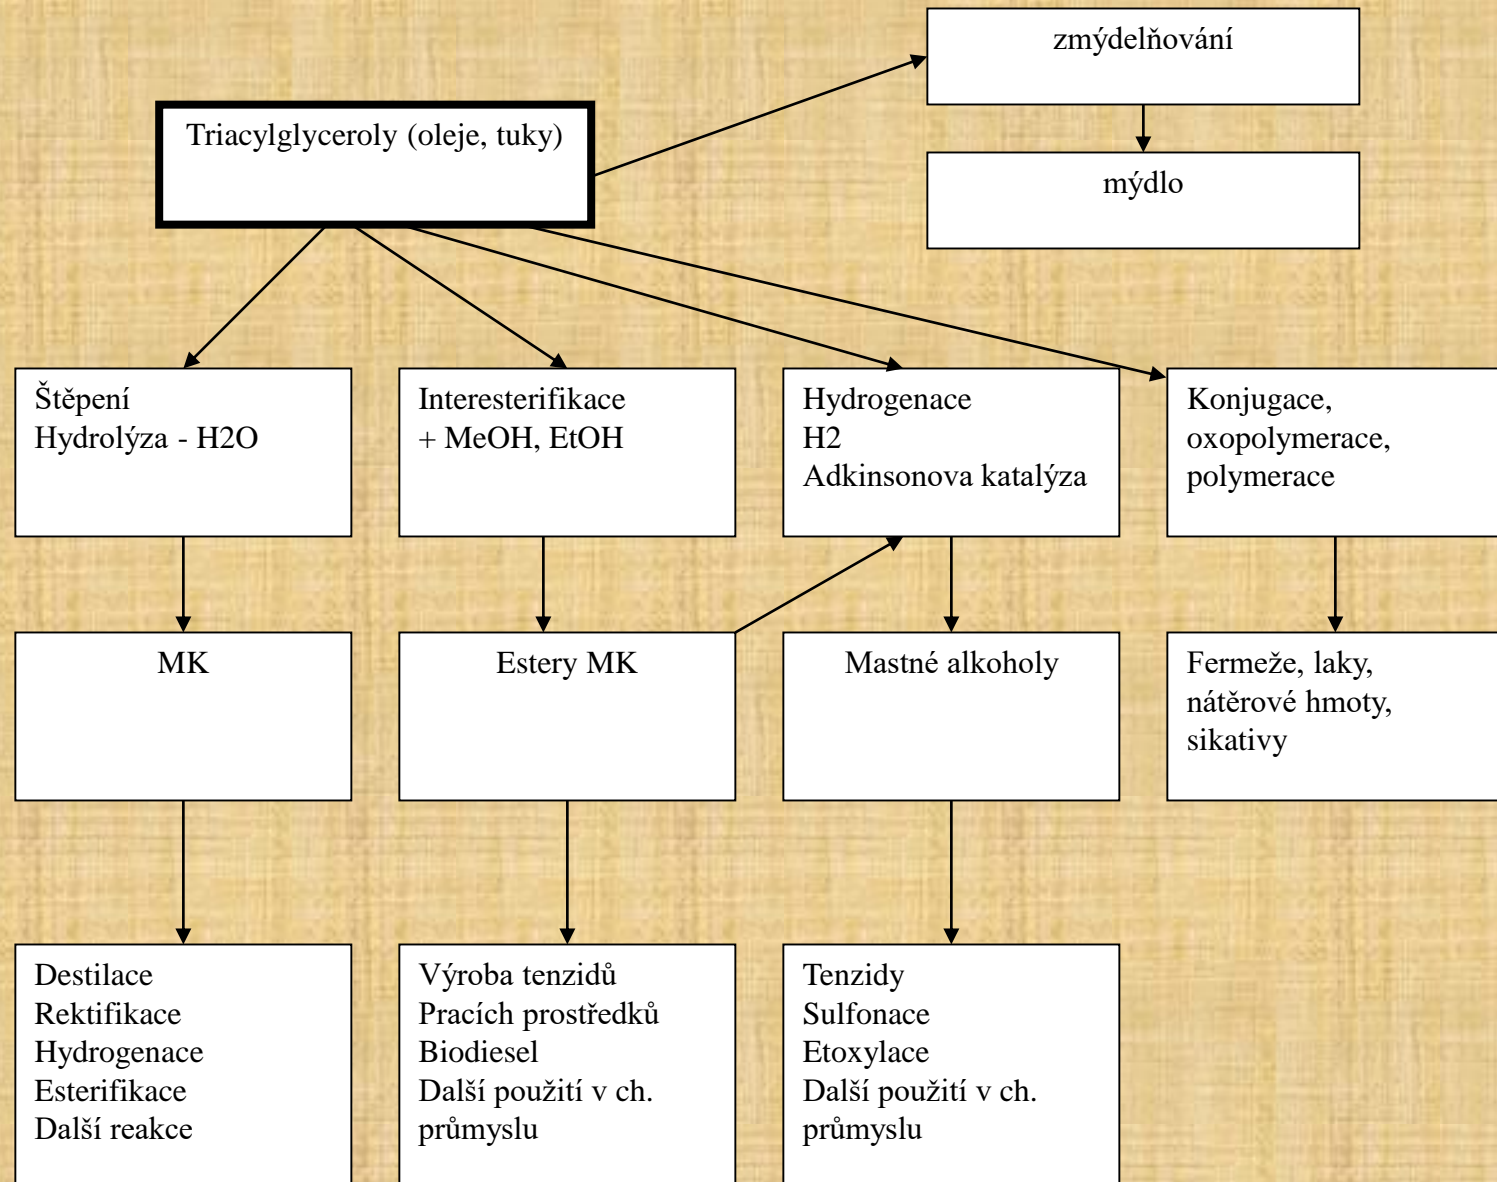 zmýdelňování
Triacylglyceroly (oleje, tuky)
mýdlo
Štěpení
Hydrolýza - H2O
Interesterifikace
+ MeOH, EtOH
Hydrogenace
H2
Adkinsonova katalýza
Konjugace,
oxopolymerace,
polymerace
MK
Estery MK
Mastné alkoholy
Fermeže, laky,
nátěrové hmoty,
sikativy
Destilace
Rektifikace
Hydrogenace
Esterifikace
Další reakce
Výroba tenzidů
Pracích prostředků
Biodiesel
Další použití v ch.
průmyslu
Tenzidy
Sulfonace
Etoxylace
Další použití v ch.
průmyslu